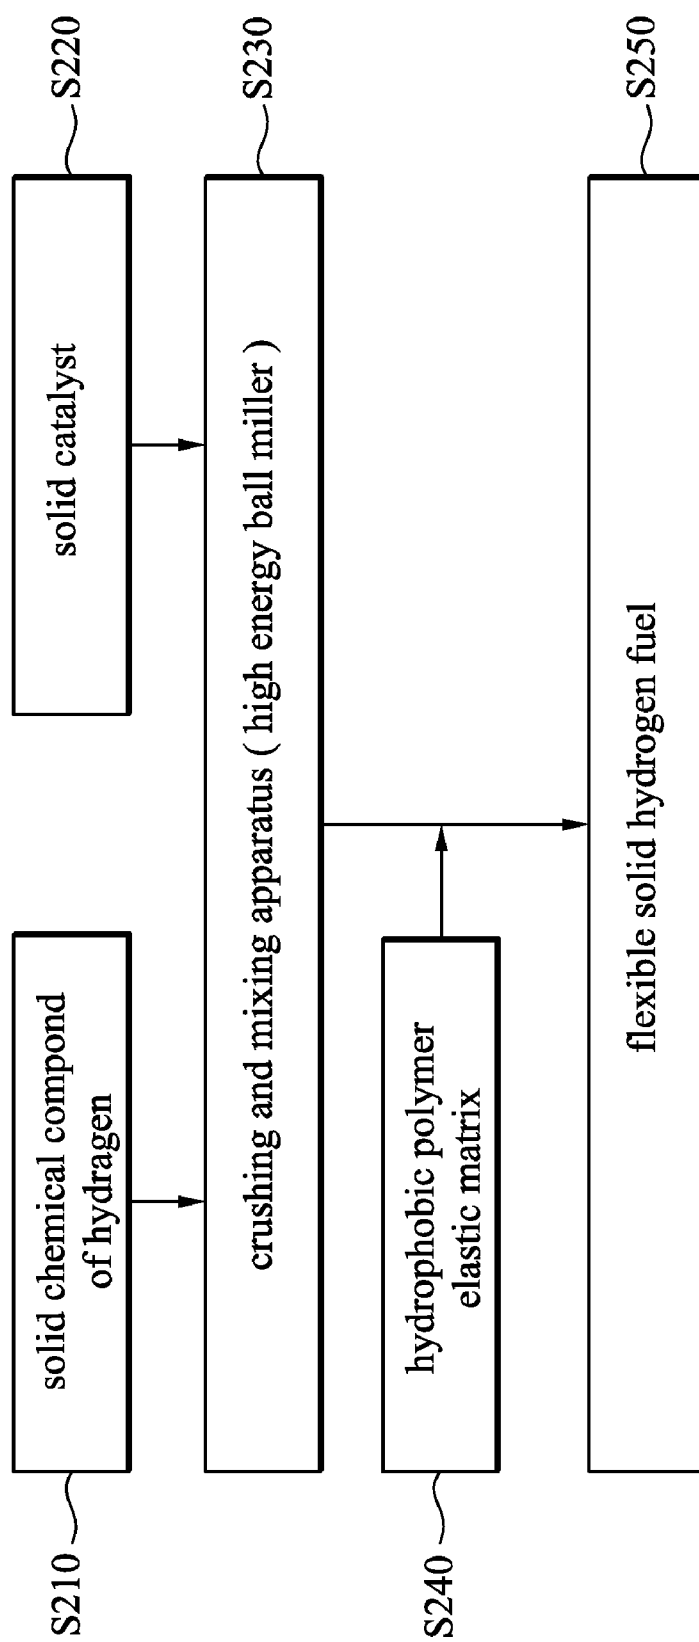 S210
solid chemical compond
of hydragen
solid catalyst
S220
crushing and mixing apparatus ( high energy ball miller )
S230
S240
hydrophobic polymer
elastic matrix
flexible solid hydrogen fuel
S250